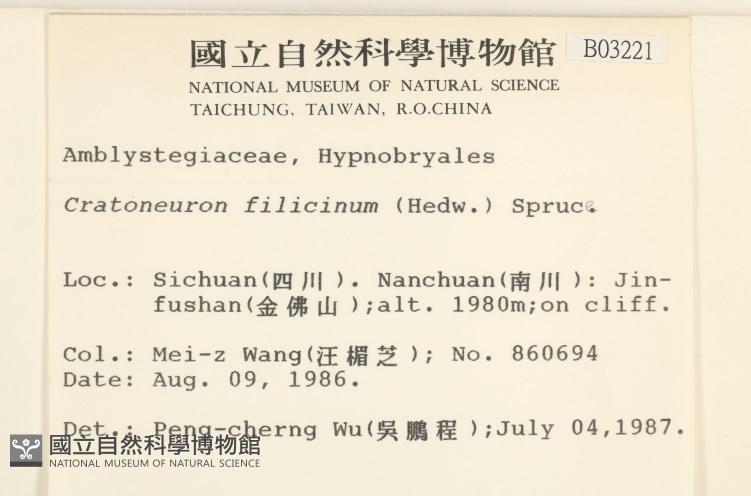 國立自然科學博物館 B03221
NATIONAL MUSEUM OF NATURAL SCIENCE
TAICHUNG, TAIWAN, R.O.CHINA
Amblystegiaceae, Hypnobryales
Cratoneuron filicinum (Hedw.) Spruce.
Loc.: Sichuan(四川). Nanchuan(南川): Jin-
fushan(金佛山);alt. 1980m;on cliff.
Col.: Mei-z Wang(汪楣芝); No. 860694
Date: Aug. 09, 1986.
Det.: Peng-cherng Wu(吳鵬程);July 04,1987.
國立自然科學博物館
NATIONAL MUSEUM OF NATURAL SCIENCE